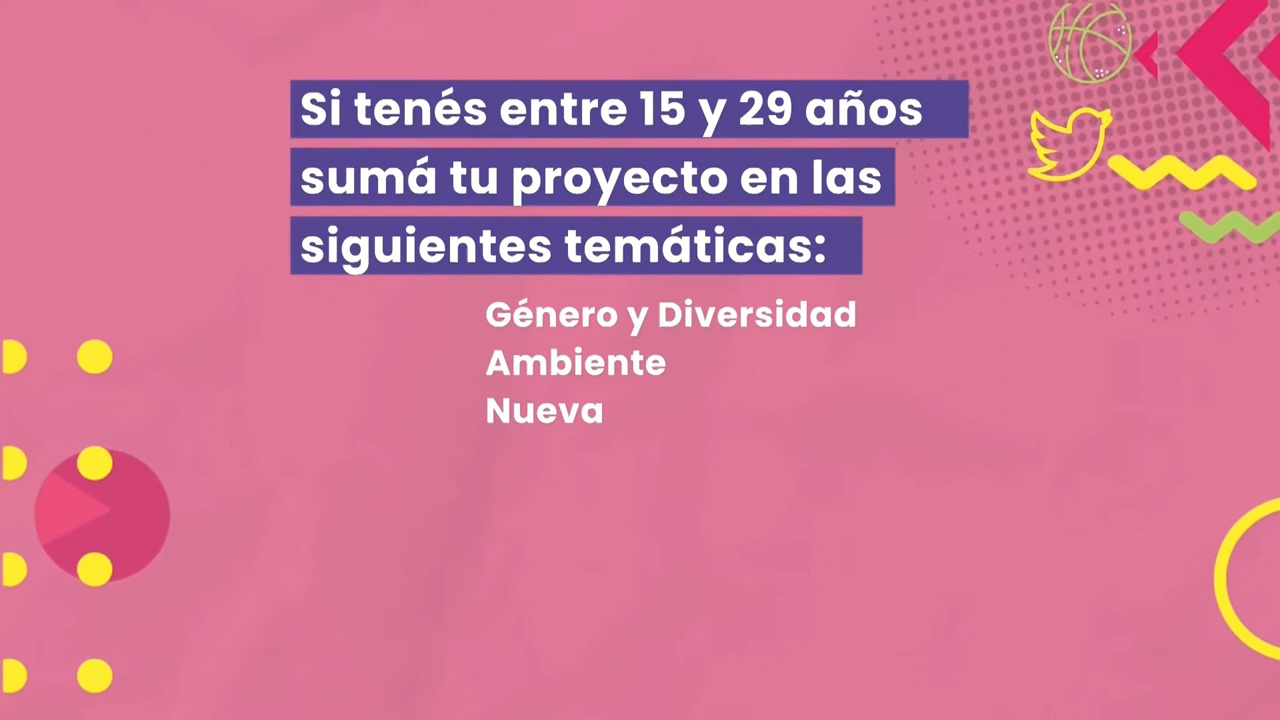 Si tenés entre 15 y 29 años
sumá tu proyecto en las
siguientes temáticas:
Género y Diversidad
Ambiente
Nueva